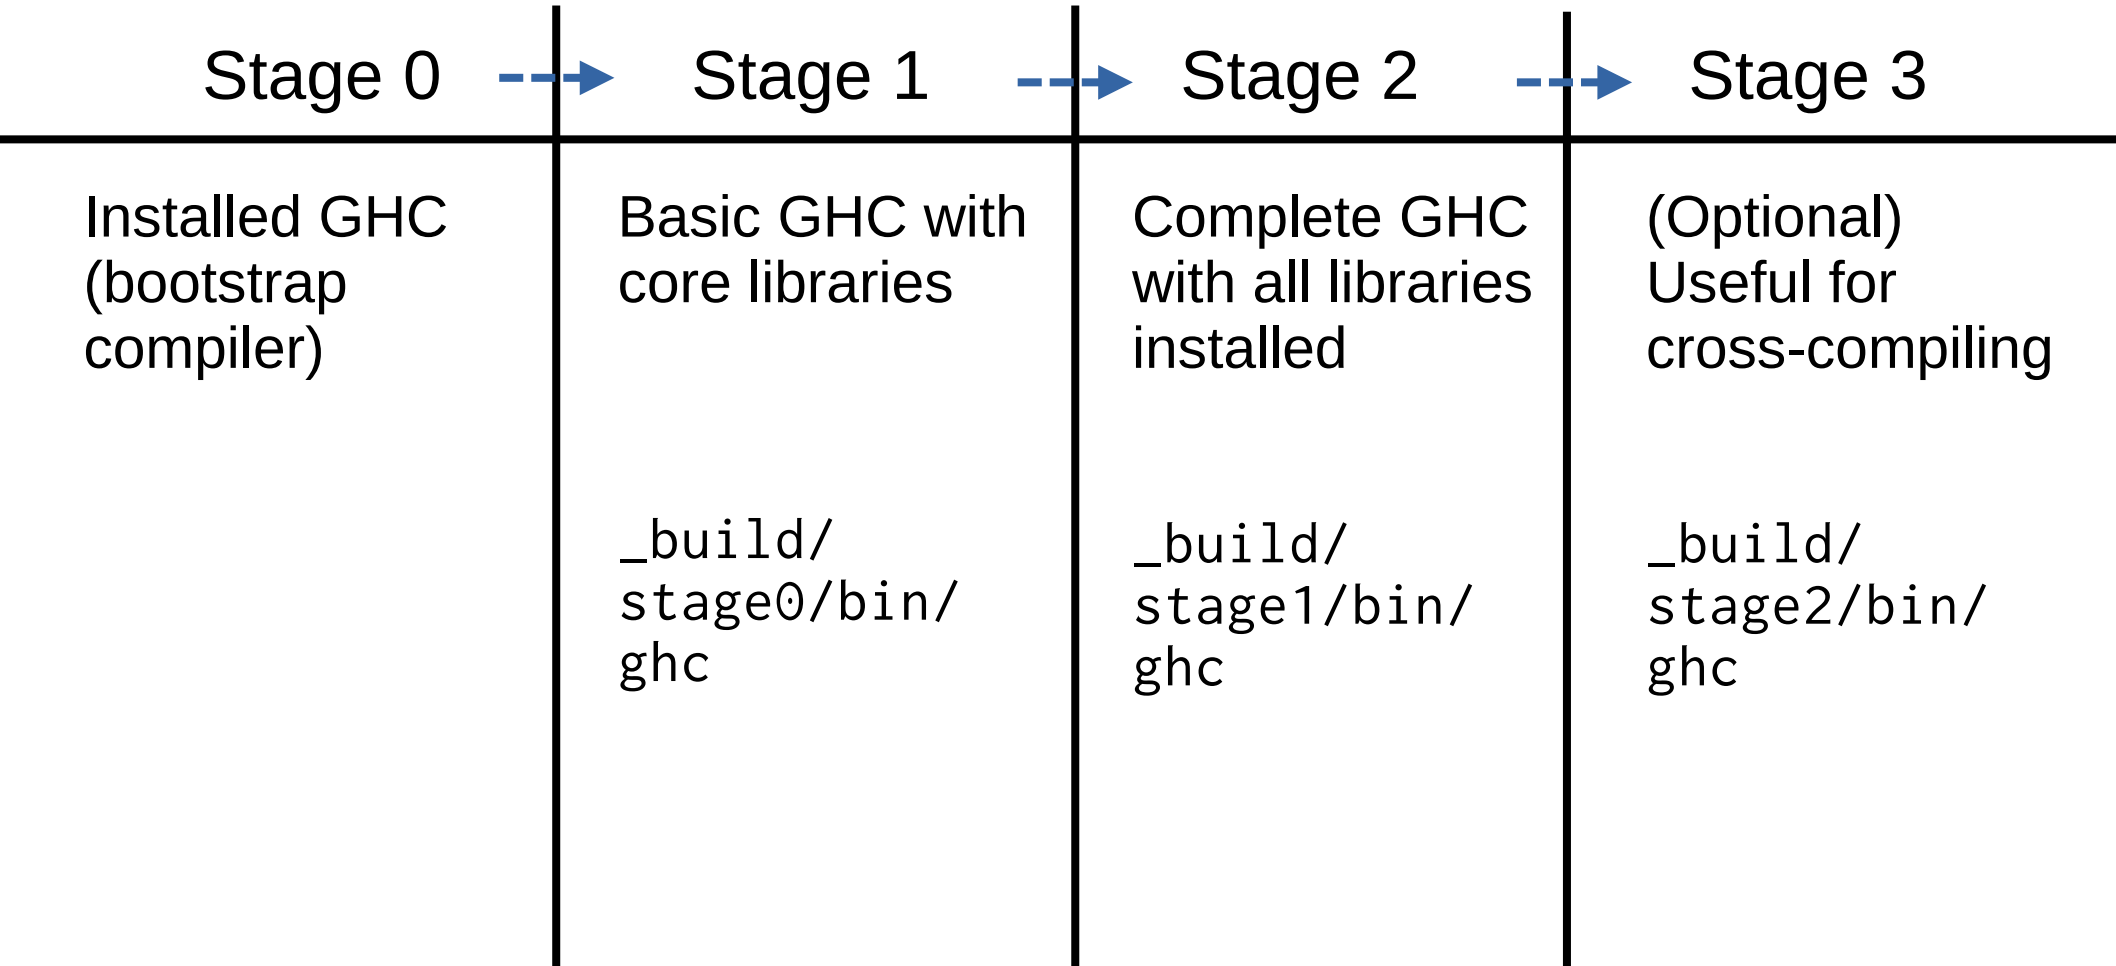 Stage 0
Stage 1
Stage 2
Stage 3
Installed GHC
(bootstrap
compiler)
Basic GHC with
core libraries
Complete GHC
with all libraries
installed
(Optional)
Useful for
cross-compiling
_build/
stage0/bin/
ghc
_build/
stage1/bin/
ghc
_build/
stage2/bin/
ghc